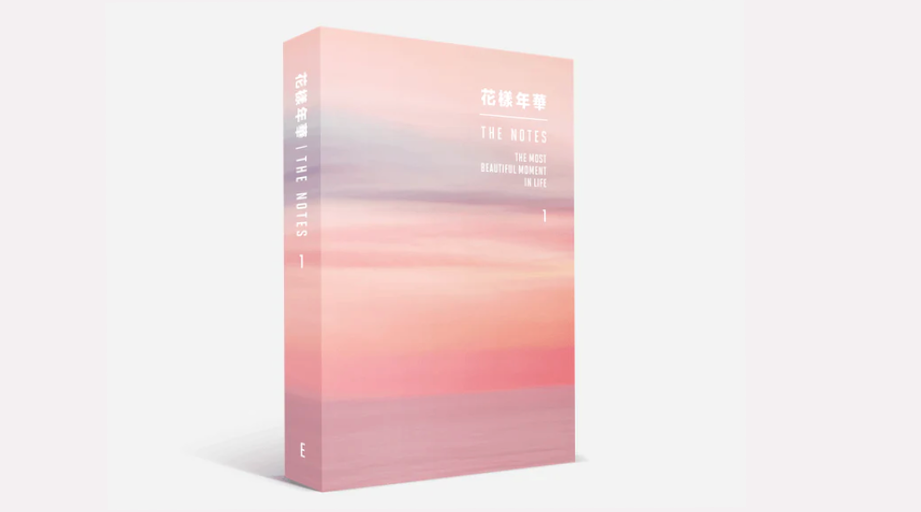 花樣年華 | THE NOTES 1
E
花樣年華
THE NOTES
THE MOST
BEAUTIFUL MOMENT
IN LIFE
1